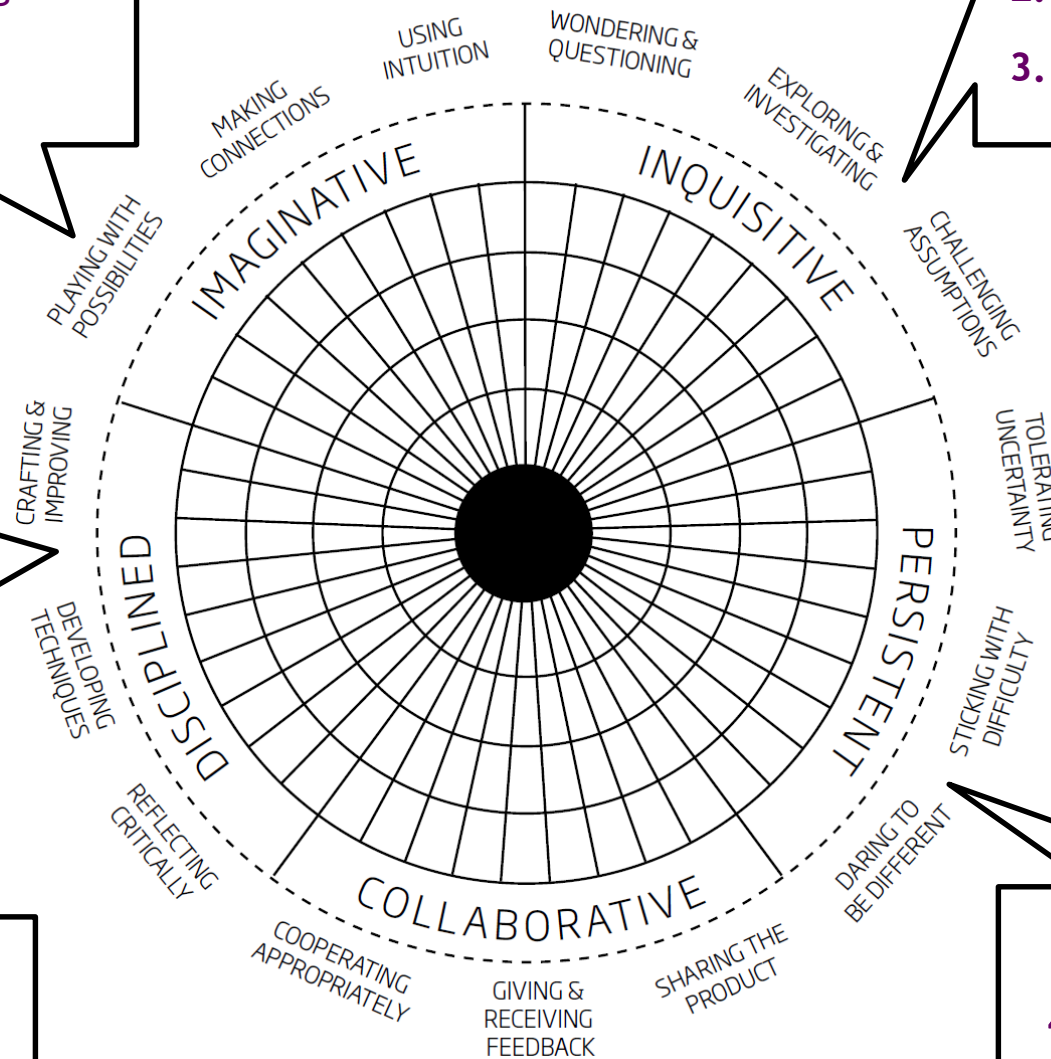 USING
INTUITION
WONDERING &
QUESTIONING
3.
MAKING
CONNECTIONS
EXPLORING &
INVESTIGATING
IMAGINATIVE
INQUISITIVE
PLAYING WITH
POSSIBILITIES
CHALLENGING
ASSUMPTIONS
CRAFTING &
IMPROVING
TOLERATING
UNCERTAINTY
DISCIPLINED
PERSISTENT
DEVELOPING
TECHNIQUES
STICKING WITH
DIFFICULTY
REFLECTING
CRITICALLY
DARING TO
BE DIFFERENT
COLLABORATIVE
COOPERATING
APPROPRIATELY
SHARING THE
PRODUCT
GIVING &
RECEIVING
FEEDBACK